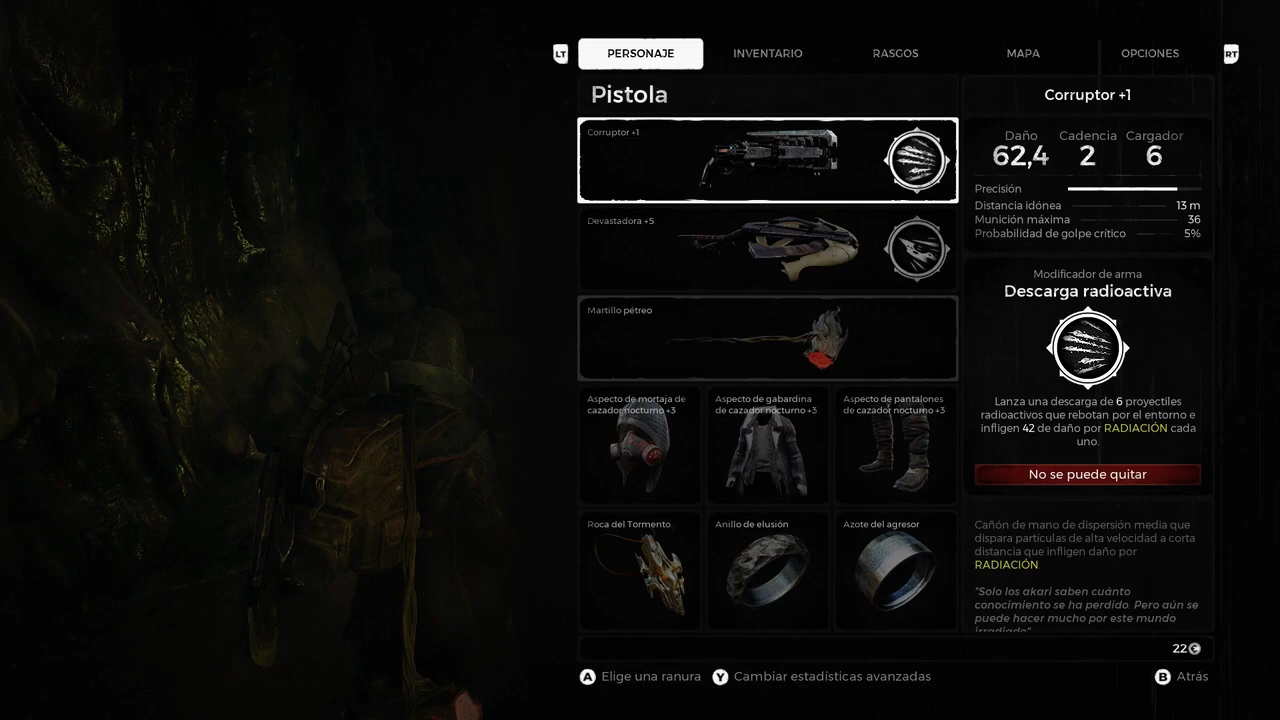 LT
PERSONAJE
INVENTARIO
RASGOS
MAPA
OPCIONES
RT
Pistola
Corruptor +1
Corruptor +1
Devastadora +5
Martillo pétreo
Aspecto de mortaja de
cazador nocturno +3
Aspecto de gabardina
de cazador nocturno +3
Aspecto de pantalones
de cazador nocturno +3
Roca del Tormento
Anillo de elusión
Azote del agresor
Daño Cadencia Cargador
62,4 2 6
Precisión
Distancia idónea 13 m
Munición máxima 36
Probabilidad de golpe crítico 5%
Modificador de arma
Descarga radioactiva
Lanza una descarga de 6 proyectiles
radioactivos que rebotan por el entorno e
infligen 42 de daño por RADIACIÓN cada
uno.
No se puede quitar
Cañón de mano de dispersión media que
dispara partículas de alta velocidad a corta
distancia que infligen daño por
RADIACIÓN
"Solo los akari saben cuánto
conocimiento se ha perdido. Pero aún se
puede hacer mucho por este mundo
irradiado"
22
A Elige una ranura
Y Cambiar estadísticas avanzadas
B Atrás